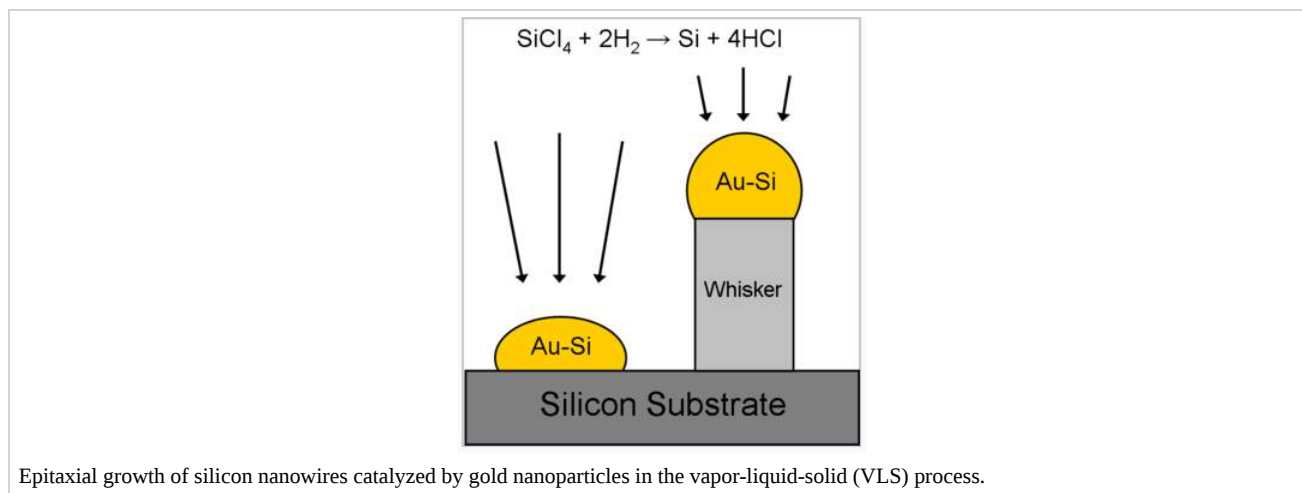 SiCl₄ + 2H₂ → Si + 4HCl
Au-Si
Au-Si
Whisker
Silicon Substrate
Epitaxial growth of silicon nanowires catalyzed by gold nanoparticles in the vapor-liquid-solid (VLS) process.